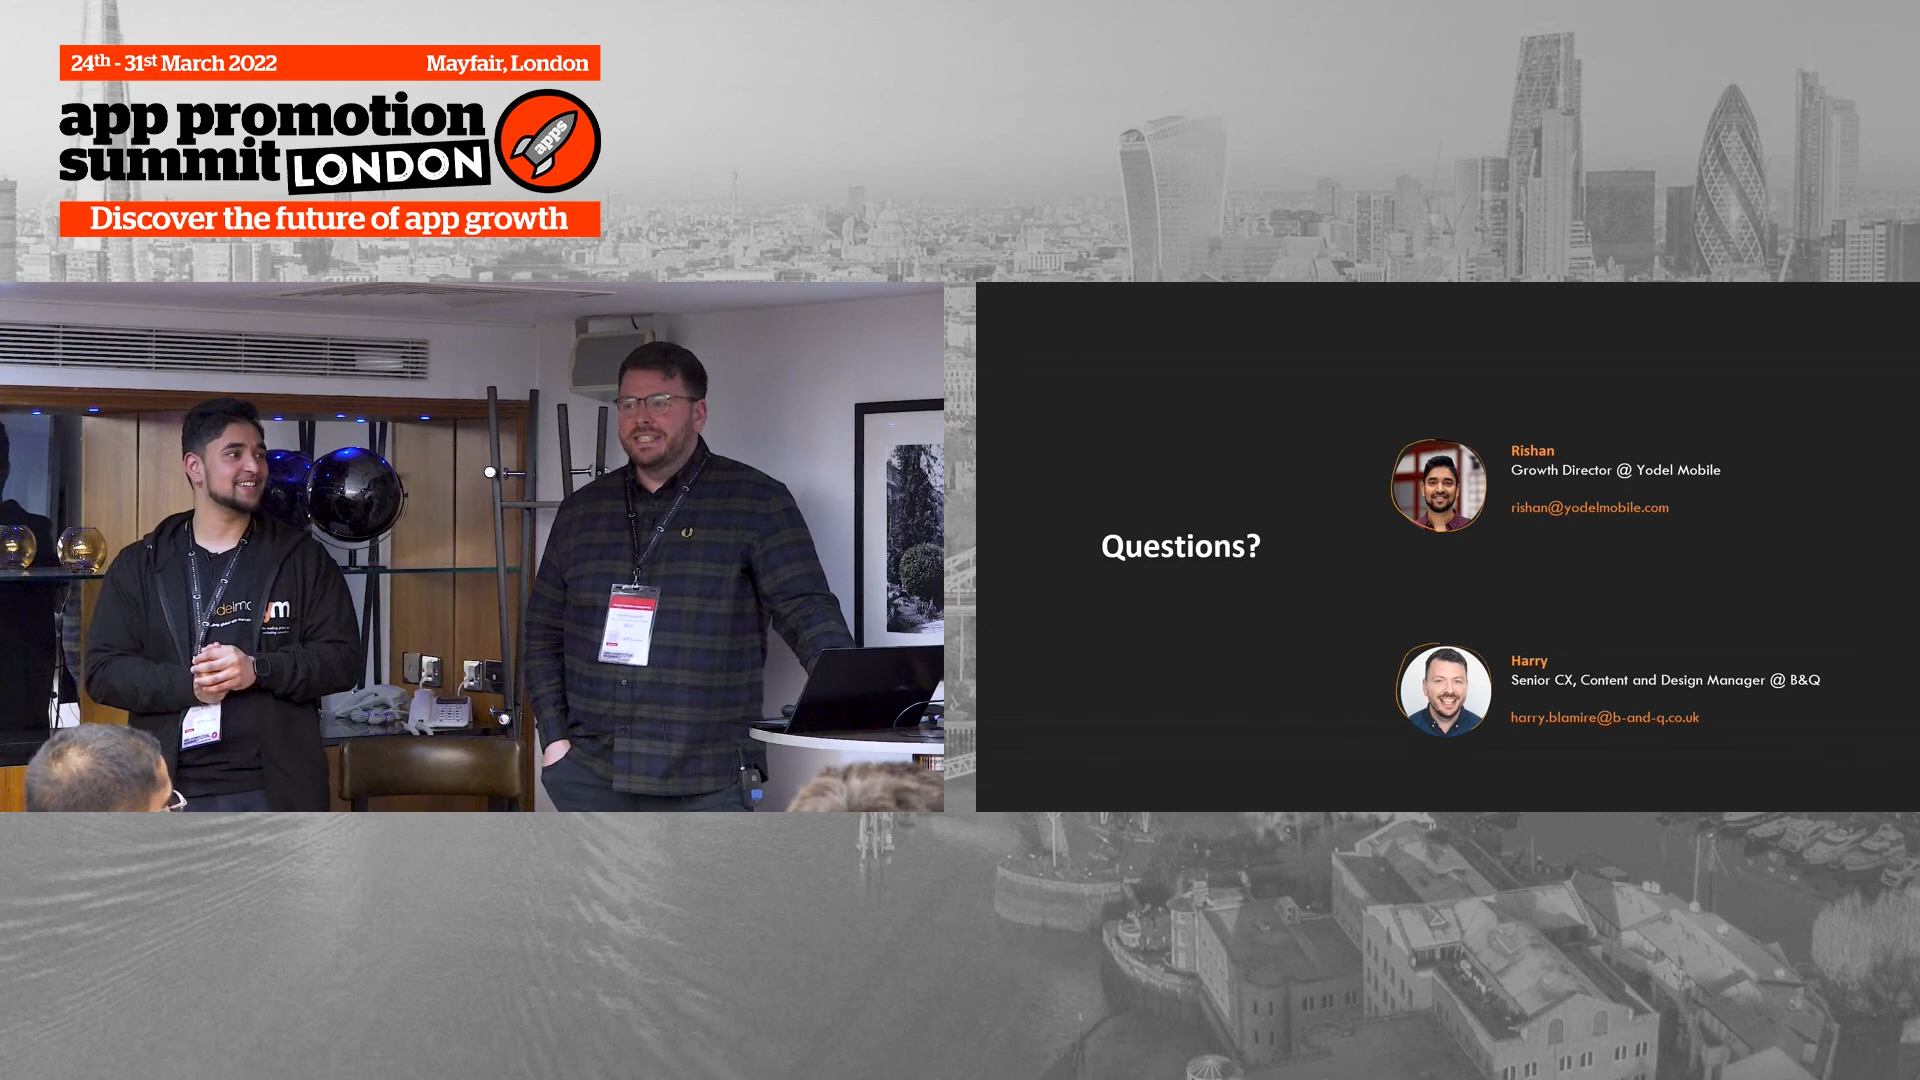 24th - 31st March 2022
Mayfair, London
app promotion
summit LONDON
apps
Discover the future of app growth
ym
Questions?
Rishan
Growth Director @ Yodel Mobile
rishan@yodelmobile.com
Harry
Senior CX, Content and Design Manager @ B&Q
harry.blamire@b-and-q.co.uk